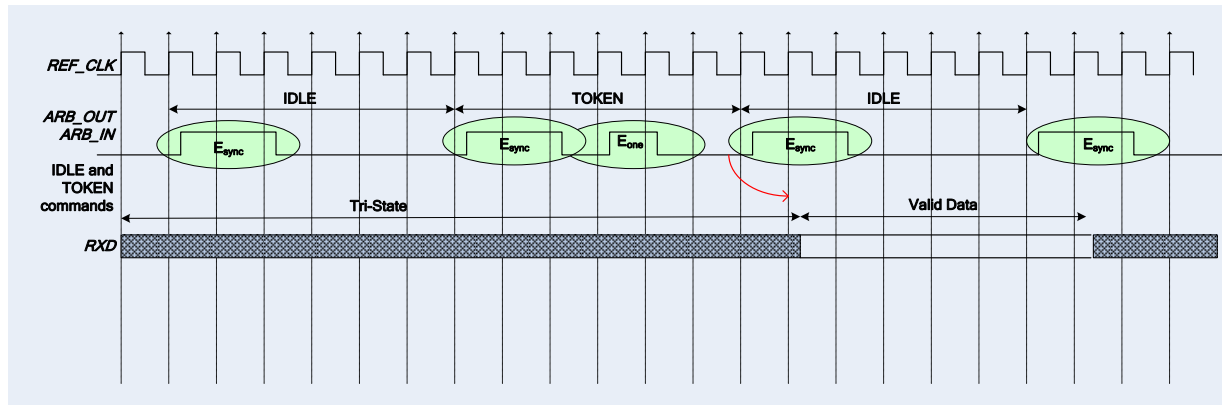 REF_CLK
IDLE
TOKEN
IDLE
ARB_OUT
ARB_IN
Esync
Esync
Eone
Esync
Esync
IDLE and
TOKEN
commands
Tri-State
Valid Data
RXD